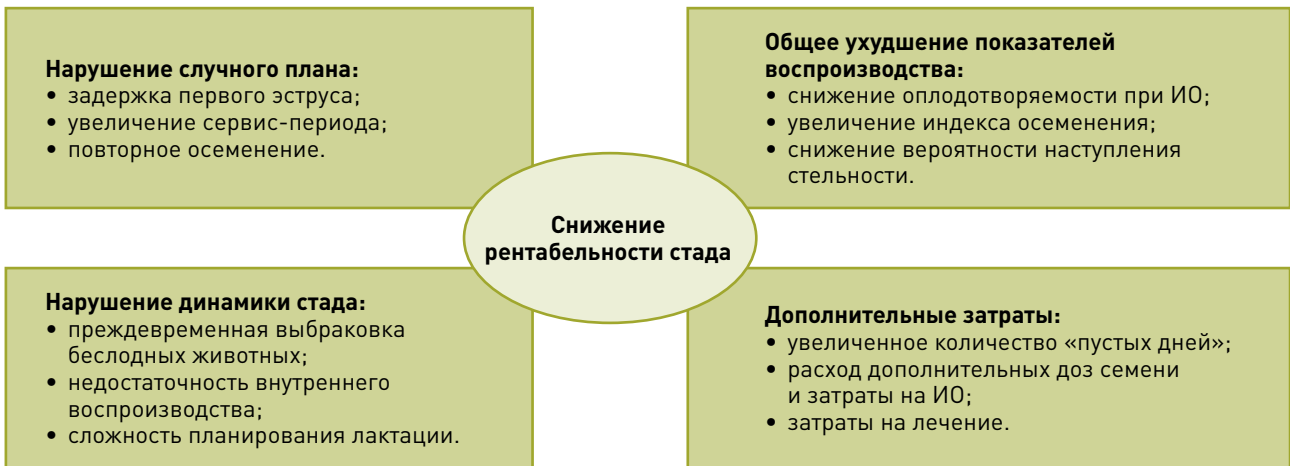 Нарушение случного плана:
• задержка первого эструса;
• увеличение сервис-периода;
• повторное осеменение.
Общее ухудшение показателей
воспроизводства:
• снижение оплодотворяемости при ИО;
• увеличение индекса осеменения;
• снижение вероятности наступления
стельности.
Снижение
рентабельности стада
Нарушение динамики стада:
• преждевременная выбраковка
беслодных животных;
• недостаточность внутреннего
воспроизводства;
• сложность планирования лактации.
Дополнительные затраты:
• увеличенное количество «пустых дней»;
• расход дополнительных доз семени
и затраты на ИО;
• затраты на лечение.